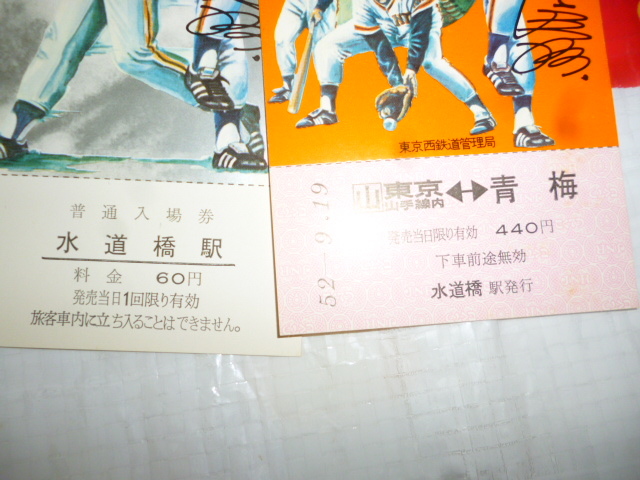 普通入場券
水道橋駅
料金 60円
発売当日1回限り有効
旅客車内に立ち入ることはできません。
東京西鉄道管理局
52-9.19
山 東京山手線内 ↔ 青梅
発売当日限り有効 440円
下車前途無効
水道橋 駅発行